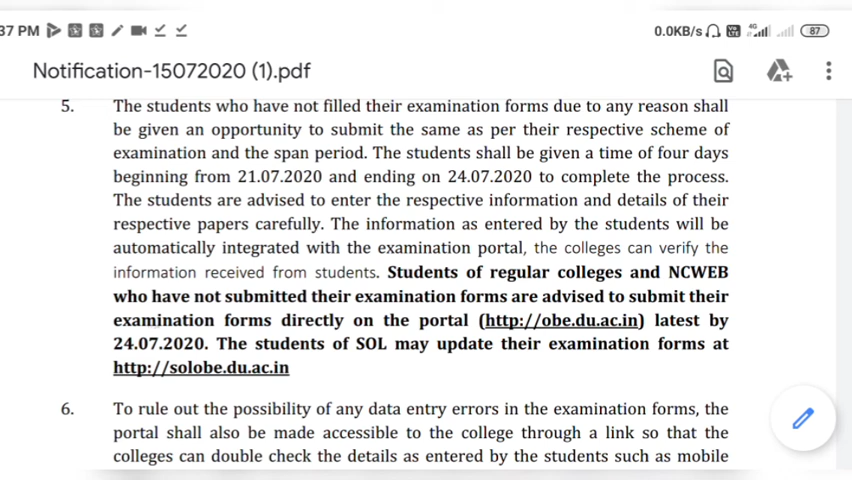 37 PM
0.0KB/s
4G
87
Notification-15072020 (1).pdf
5. The students who have not filled their examination forms due to any reason shall
be given an opportunity to submit the same as per their respective scheme of
examination and the span period. The students shall be given a time of four days
beginning from 21.07.2020 and ending on 24.07.2020 to complete the process.
The students are advised to enter the respective information and details of their
respective papers carefully. The information as entered by the students will be
automatically integrated with the examination portal, the colleges can verify the
information received from students. Students of regular colleges and NCWEB
who have not submitted their examination forms are advised to submit their
examination forms directly on the portal (http://obe.du.ac.in) latest by
24.07.2020. The students of SOL may update their examination forms at
http://solobe.du.ac.in
6. To rule out the possibility of any data entry errors in the examination forms, the
portal shall also be made accessible to the college through a link so that the
colleges can double check the details as entered by the students such as mobile